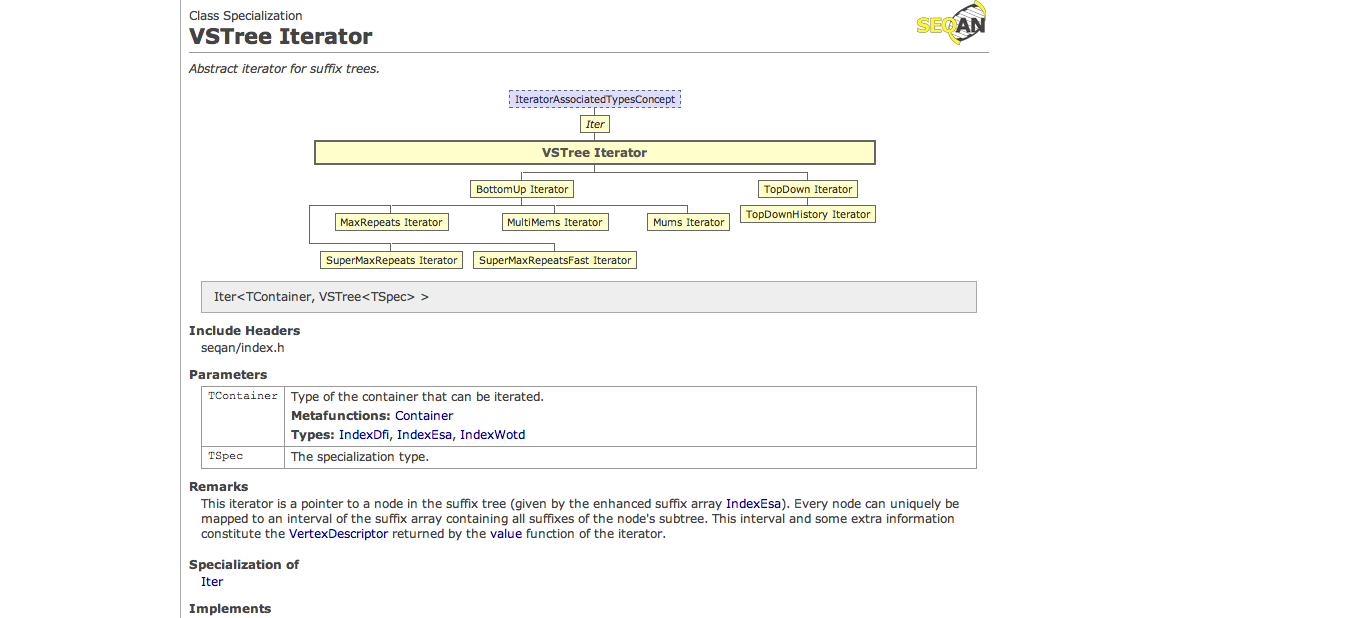 Class Specialization
VSTree Iterator
SEQAN
Abstract iterator for suffix trees.
IteratorAssociatedTypesConcept
Iter
VSTree Iterator
BottomUp Iterator
TopDown Iterator
MaxRepeats Iterator
MultiMems Iterator
Mums Iterator
TopDownHistory Iterator
SuperMaxRepeats Iterator
SuperMaxRepeatsFast Iterator
Iter<TContainer, VSTree<TSpec> >
Include Headers
seqan/index.h
Parameters
TContainer
Type of the container that can be iterated.
Metafunctions: Container
Types: IndexDfi, IndexEsa, IndexWotd
TSpec
The specialization type.
Remarks
This iterator is a pointer to a node in the suffix tree (given by the enhanced suffix array IndexEsa). Every node can uniquely be
mapped to an interval of the suffix array containing all suffixes of the node's subtree. This interval and some extra information
constitute the VertexDescriptor returned by the value function of the iterator.
Specialization of
Iter
Implements